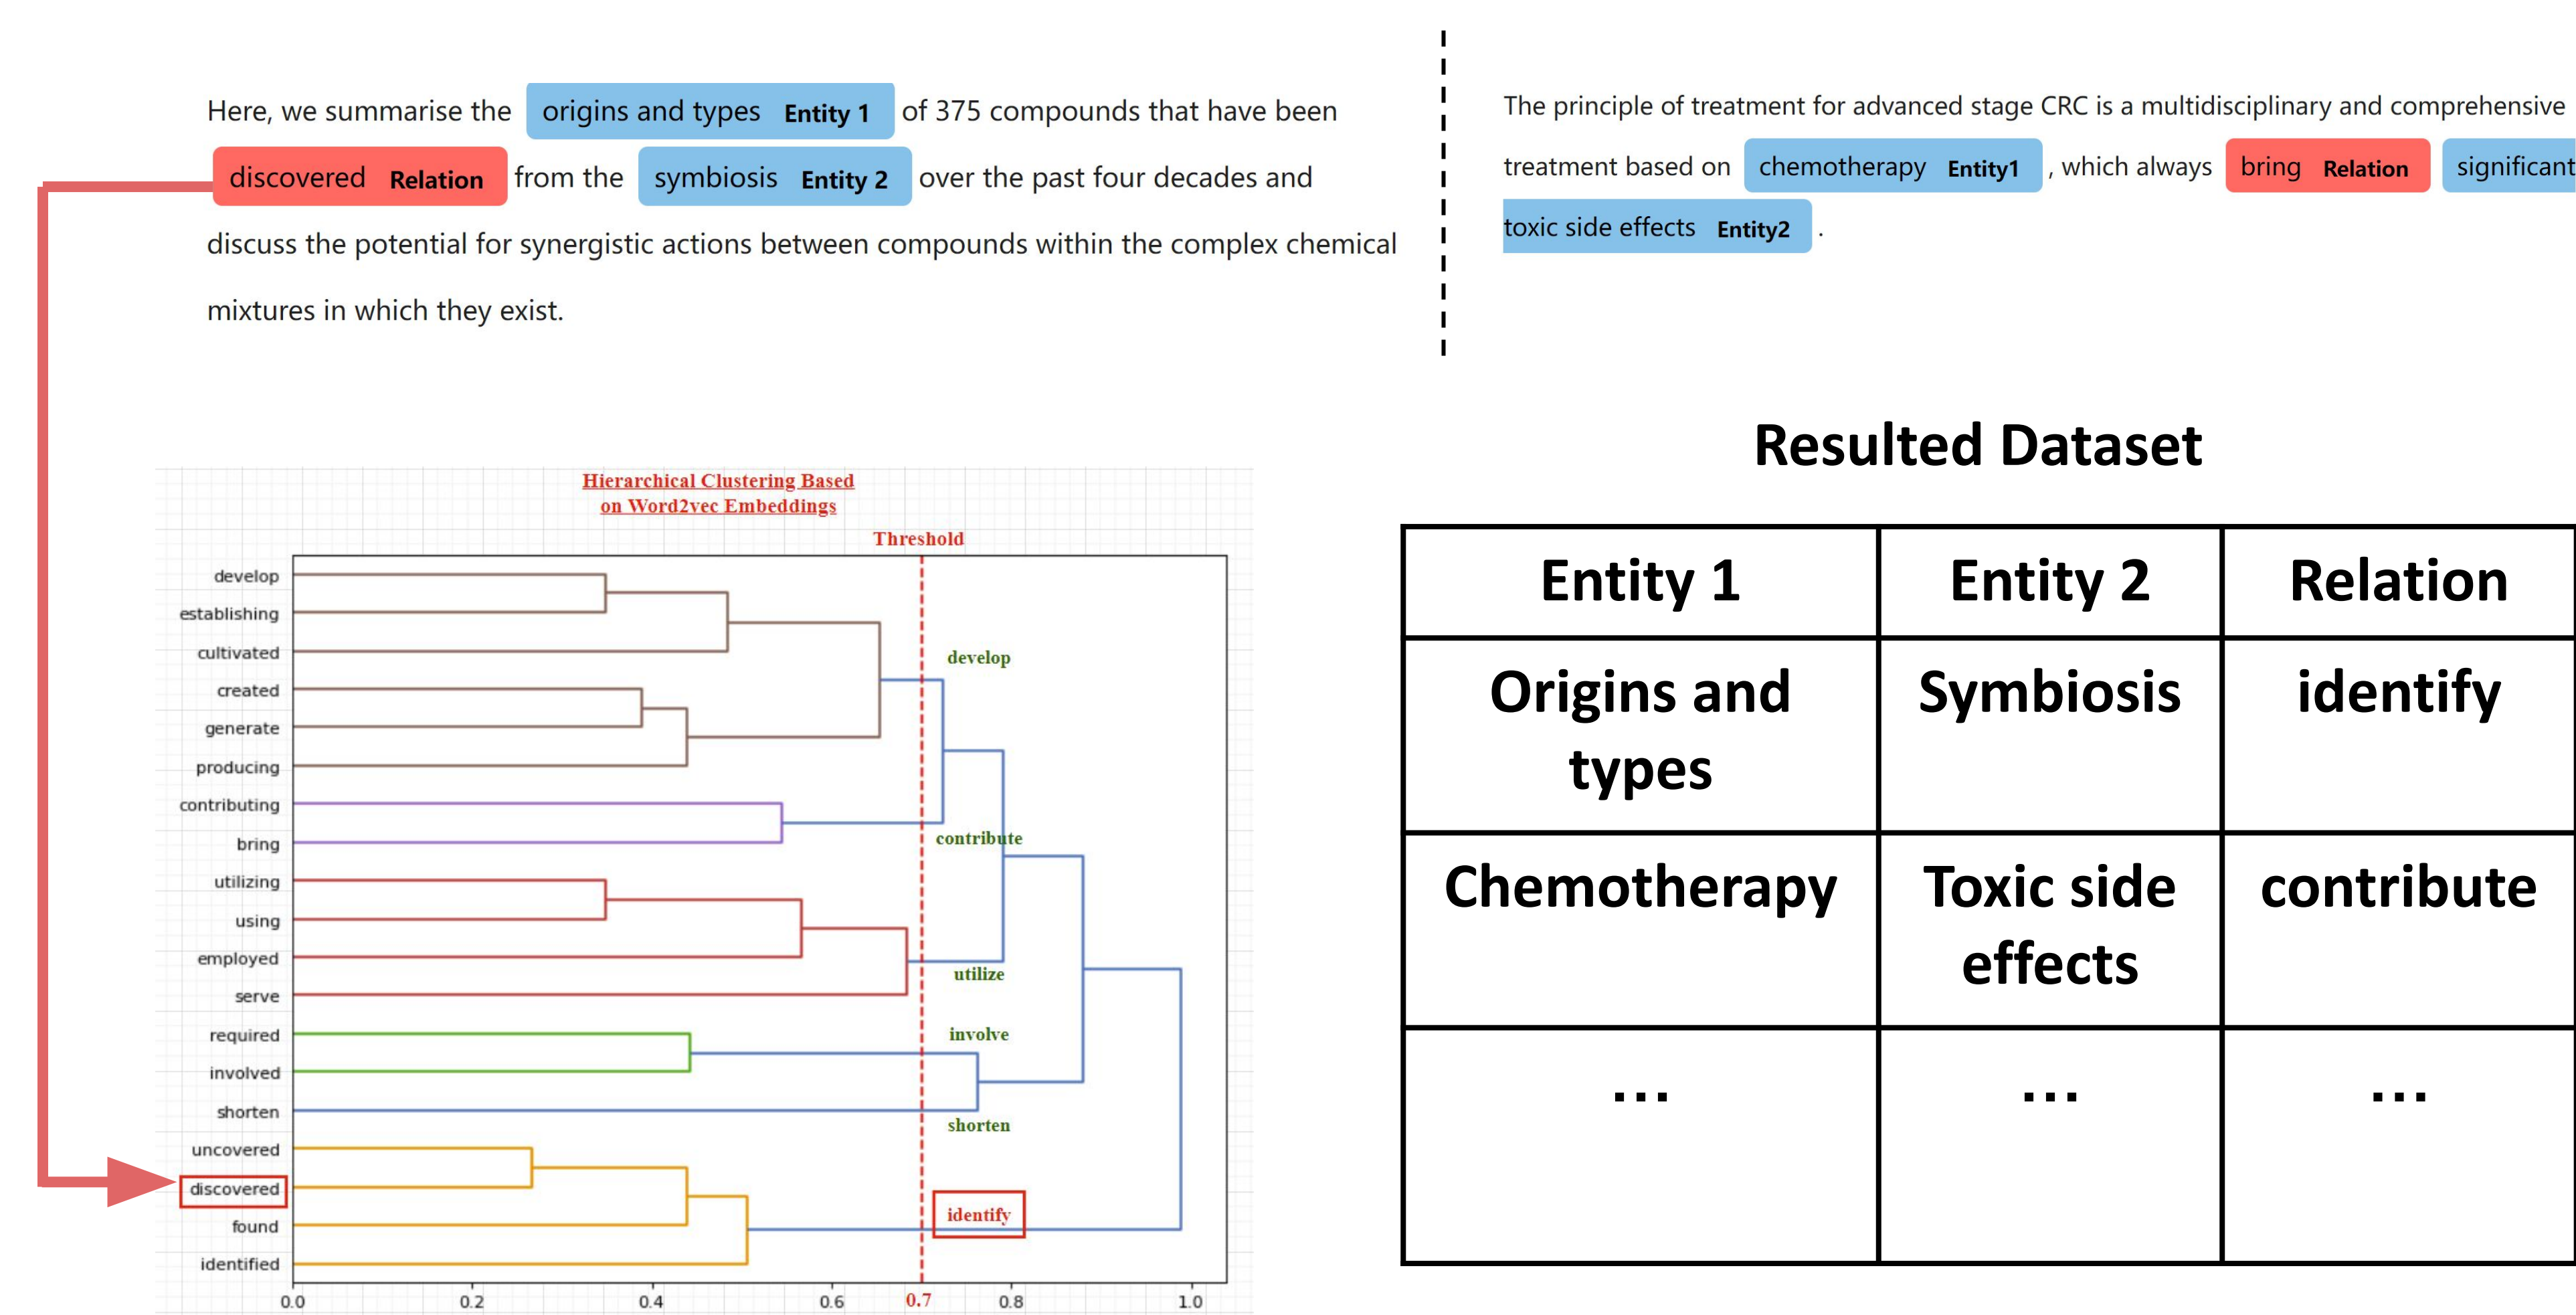 Here, we summarise the origins and types Entity 1 of 375 compounds that have been
discovered Relation from the symbiosis Entity 2 over the past four decades and
discuss the potential for synergistic actions between compounds within the complex chemical
mixtures in which they exist.
The principle of treatment for advanced stage CRC is a multidisciplinary and comprehensive
treatment based on chemotherapy Entity1 , which always bring Relation significant
toxic side effects Entity2 .
Hierarchical Clustering Based
on Word2vec Embeddings
Threshold
develop
establishing
cultivated
created
generate
producing
contributing
bring
utilizing
using
employed
serve
required
involved
shorten
uncovered
discovered
found
identified
develop
contribute
utilize
involve
shorten
identify
0.0 0.2 0.4 0.6 0.7 0.8 1.0
Resulted Dataset
Entity 1 Entity 2 Relation
Origins and Symbiosis identify
types
Chemotherapy Toxic side contribute
effects
... ... ...